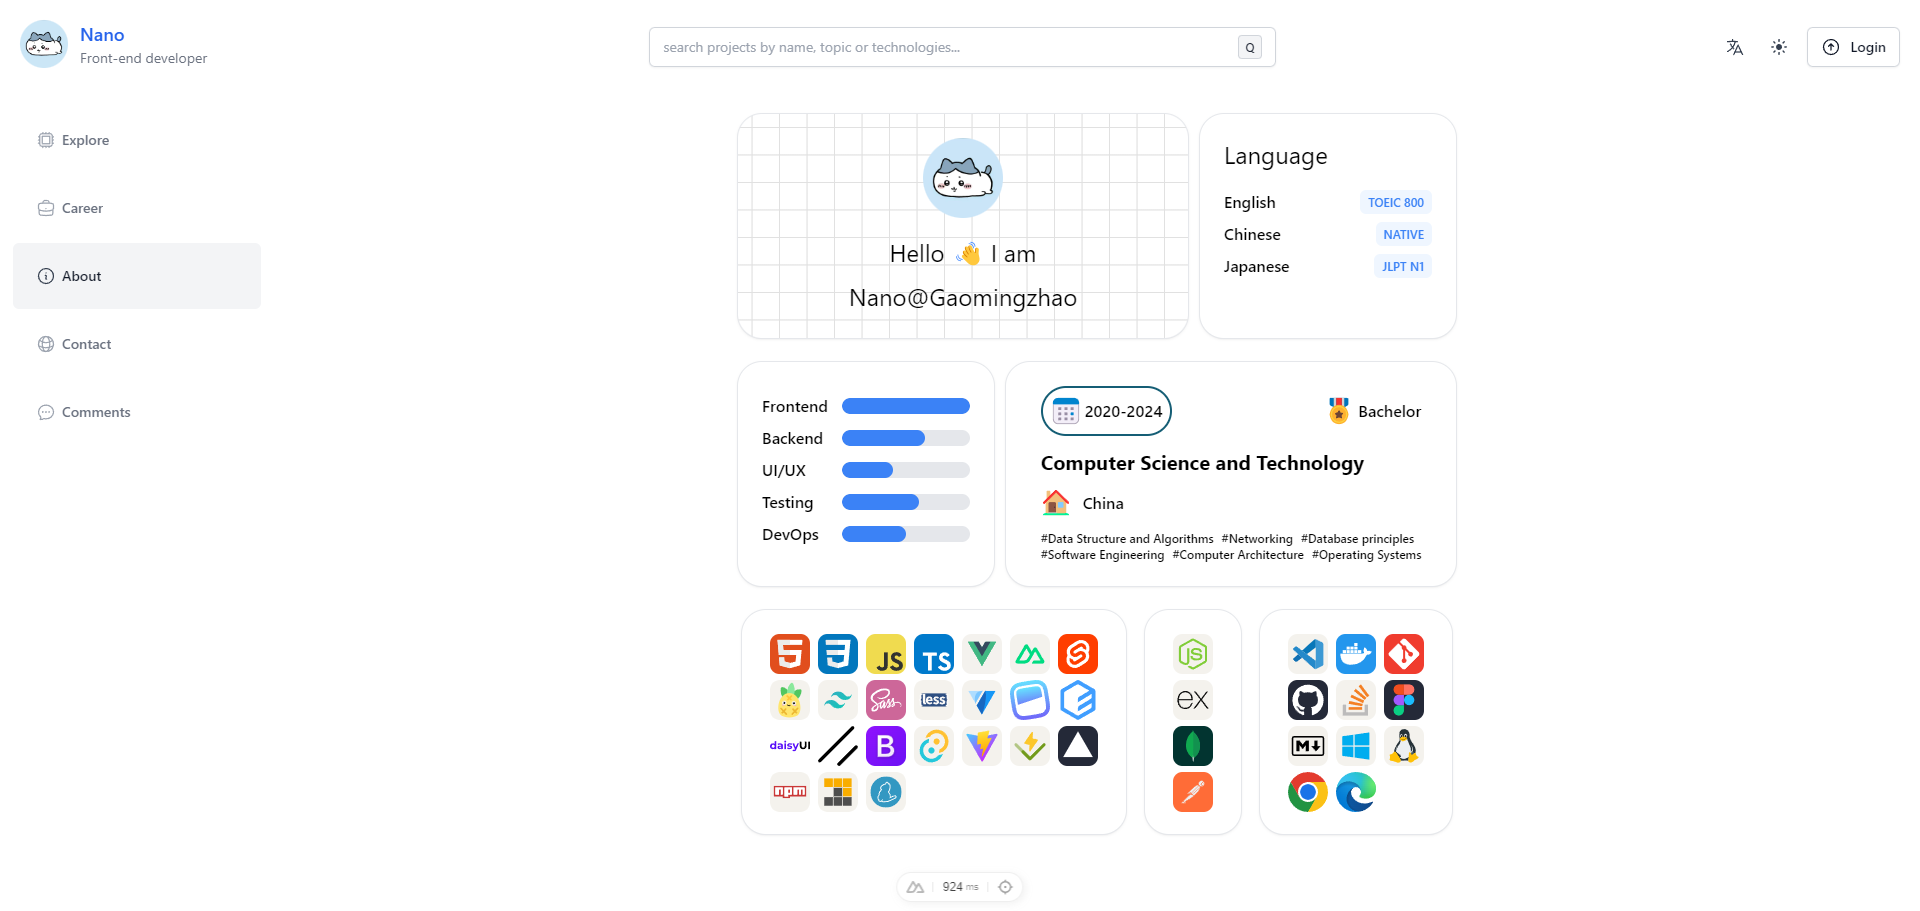 Nano
Front-end developer
search projects by name, topic or technologies...
Q
Login
Explore
Career
About
Contact
Comments
Hello 👋 I am
Nano@Gaomingzhao
Language
English TOEIC 800
Chinese NATIVE
Japanese JLPT N1
Frontend
Backend
UI/UX
Testing
DevOps
2020-2024
Bachelor
Computer Science and Technology
China
#Data Structure and Algorithms #Networking #Database principles
#Software Engineering #Computer Architecture #Operating Systems
JS TS
Sass less
daisyUI B
npm
JS
ex
M
924 ms